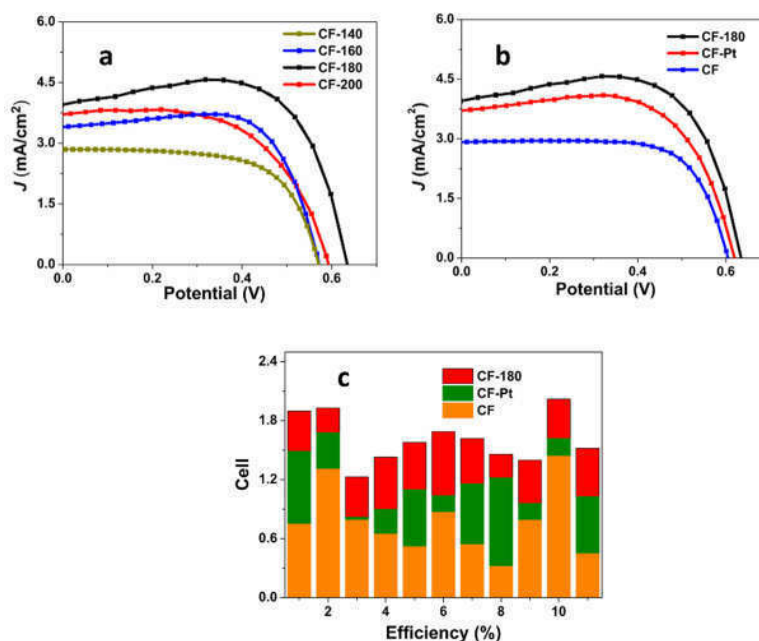 a
CF-140
CF-160
CF-180
CF-200
6.0
4.5
3.0
1.5
0.0
J (mA/cm²)
0.0 0.2 0.4 0.6
Potential (V)
b
CF-180
CF-Pt
CF
6.0
4.5
3.0
1.5
0.0
J (mA/cm²)
0.0 0.2 0.4 0.6
Potential (V)
c
CF-180
CF-Pt
CF
2.4
1.8
1.2
0.6
0.0
Cell
2 4 6 8 10
Efficiency (%)